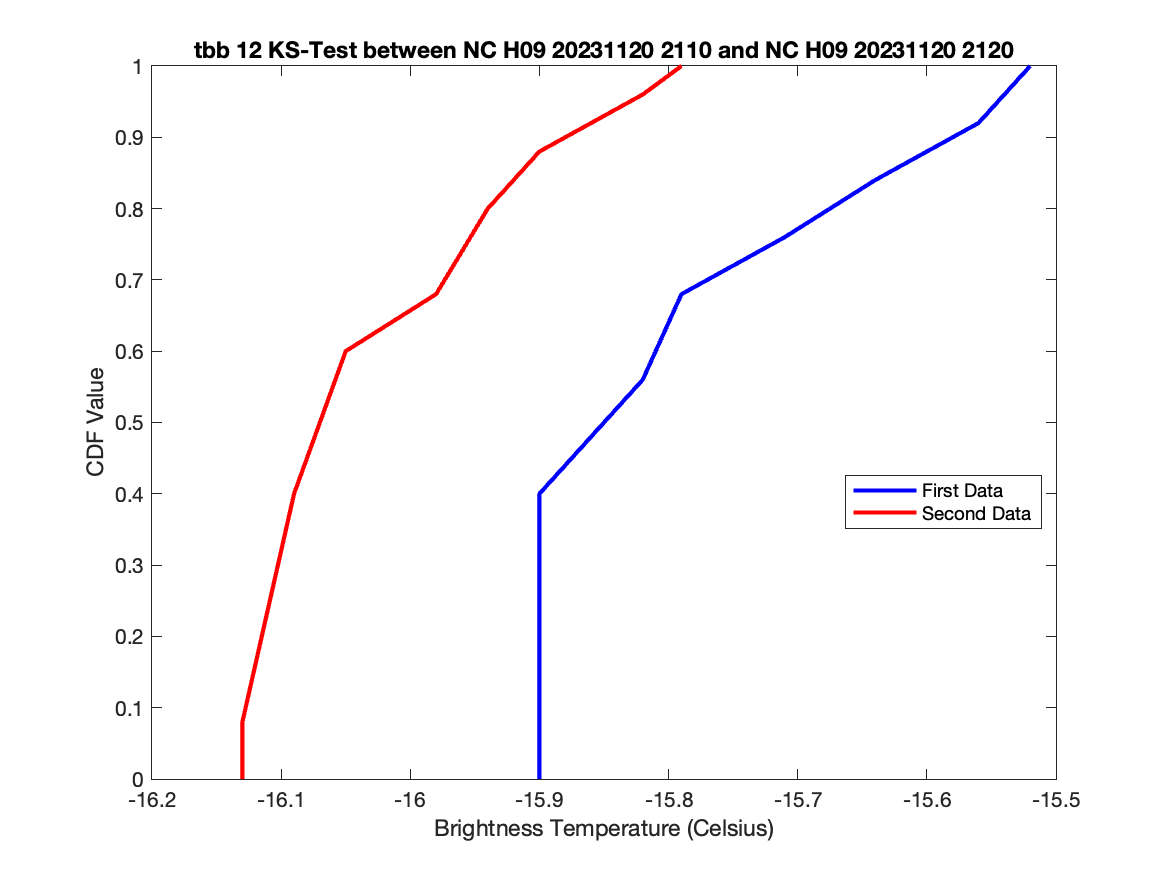 tbb 12 KS-Test between NC H09 20231120 2110 and NC H09 20231120 2120
1
0.9
0.8
0.7
0.6
0.5
0.4
0.3
0.2
0.1
0
CDF Value
First Data
Second Data
-16.2 -16.1 -16 -15.9 -15.8 -15.7 -15.6 -15.5
Brightness Temperature (Celsius)